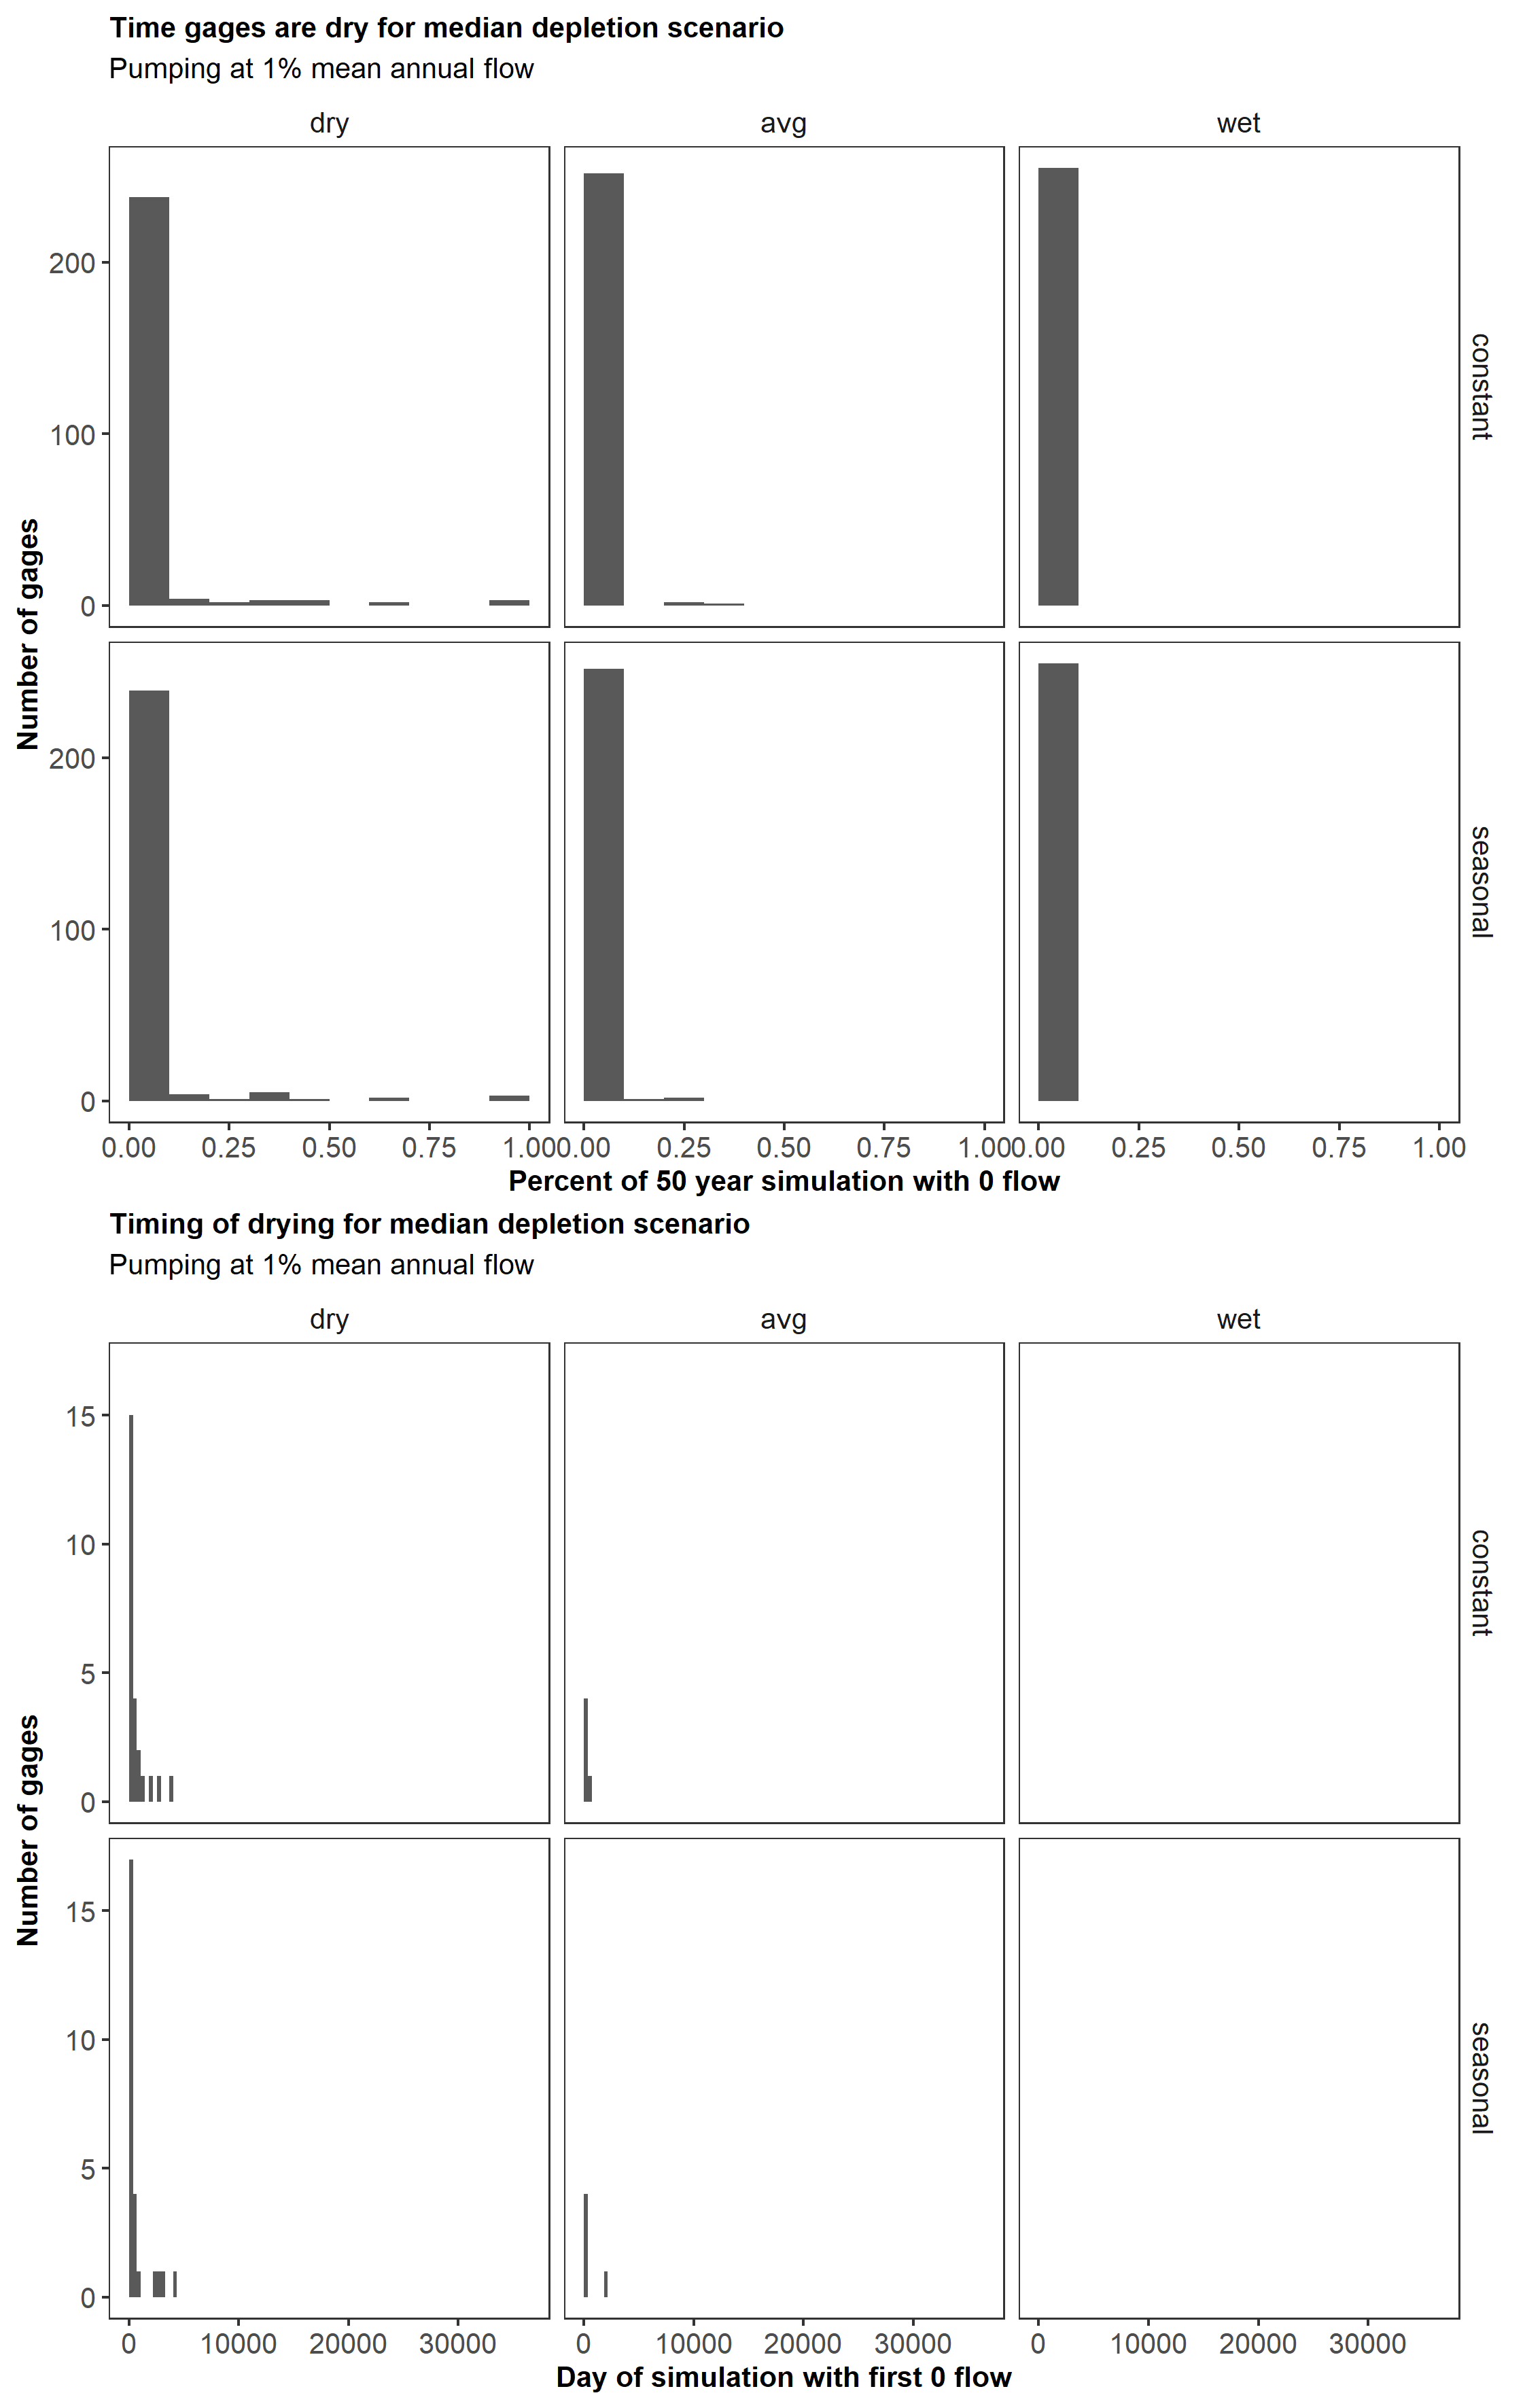 Time gages are dry for median depletion scenario
Pumping at 1% mean annual flow
dry avg wet
200
100
0
constant
200
100
0
seasonal
Number of gages
0.00 0.25 0.50 0.75 1.00 0.00 0.25 0.50 0.75 1.00 0.00 0.25 0.50 0.75 1.00
Percent of 50 year simulation with 0 flow
Timing of drying for median depletion scenario
Pumping at 1% mean annual flow
dry avg wet
15
10
5
0
constant
15
10
5
0
seasonal
Number of gages
0 10000 20000 30000 0 10000 20000 30000 0 10000 20000 30000
Day of simulation with first 0 flow